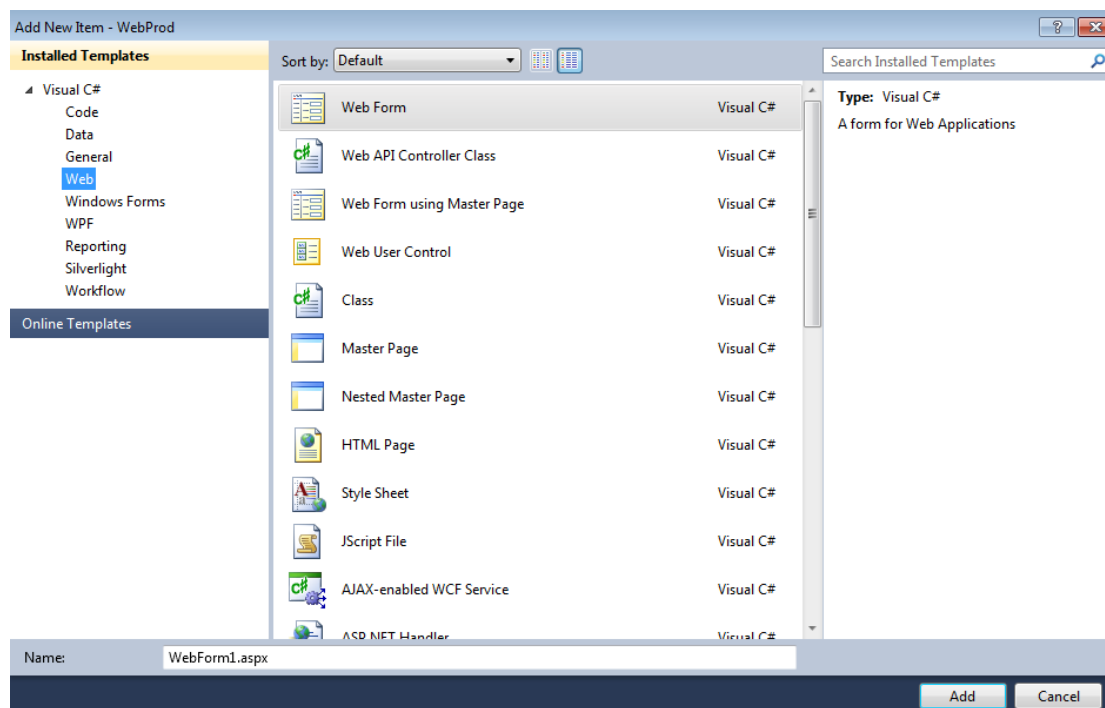 Add New Item - WebProd
Installed Templates
Visual C#
Code
Data
General
Web
Windows Forms
WPF
Reporting
Silverlight
Workflow
Online Templates
Sort by: Default
Web Form Visual C#
Web API Controller Class Visual C#
Web Form using Master Page Visual C#
Web User Control Visual C#
Class Visual C#
Master Page Visual C#
Nested Master Page Visual C#
HTML Page Visual C#
Style Sheet Visual C#
JScript File Visual C#
AJAX-enabled WCF Service Visual C#
ASP.NET Handler Visual C#
Search Installed Templates
Type: Visual C#
A form for Web Applications
Name: WebForm1.aspx
Add Cancel